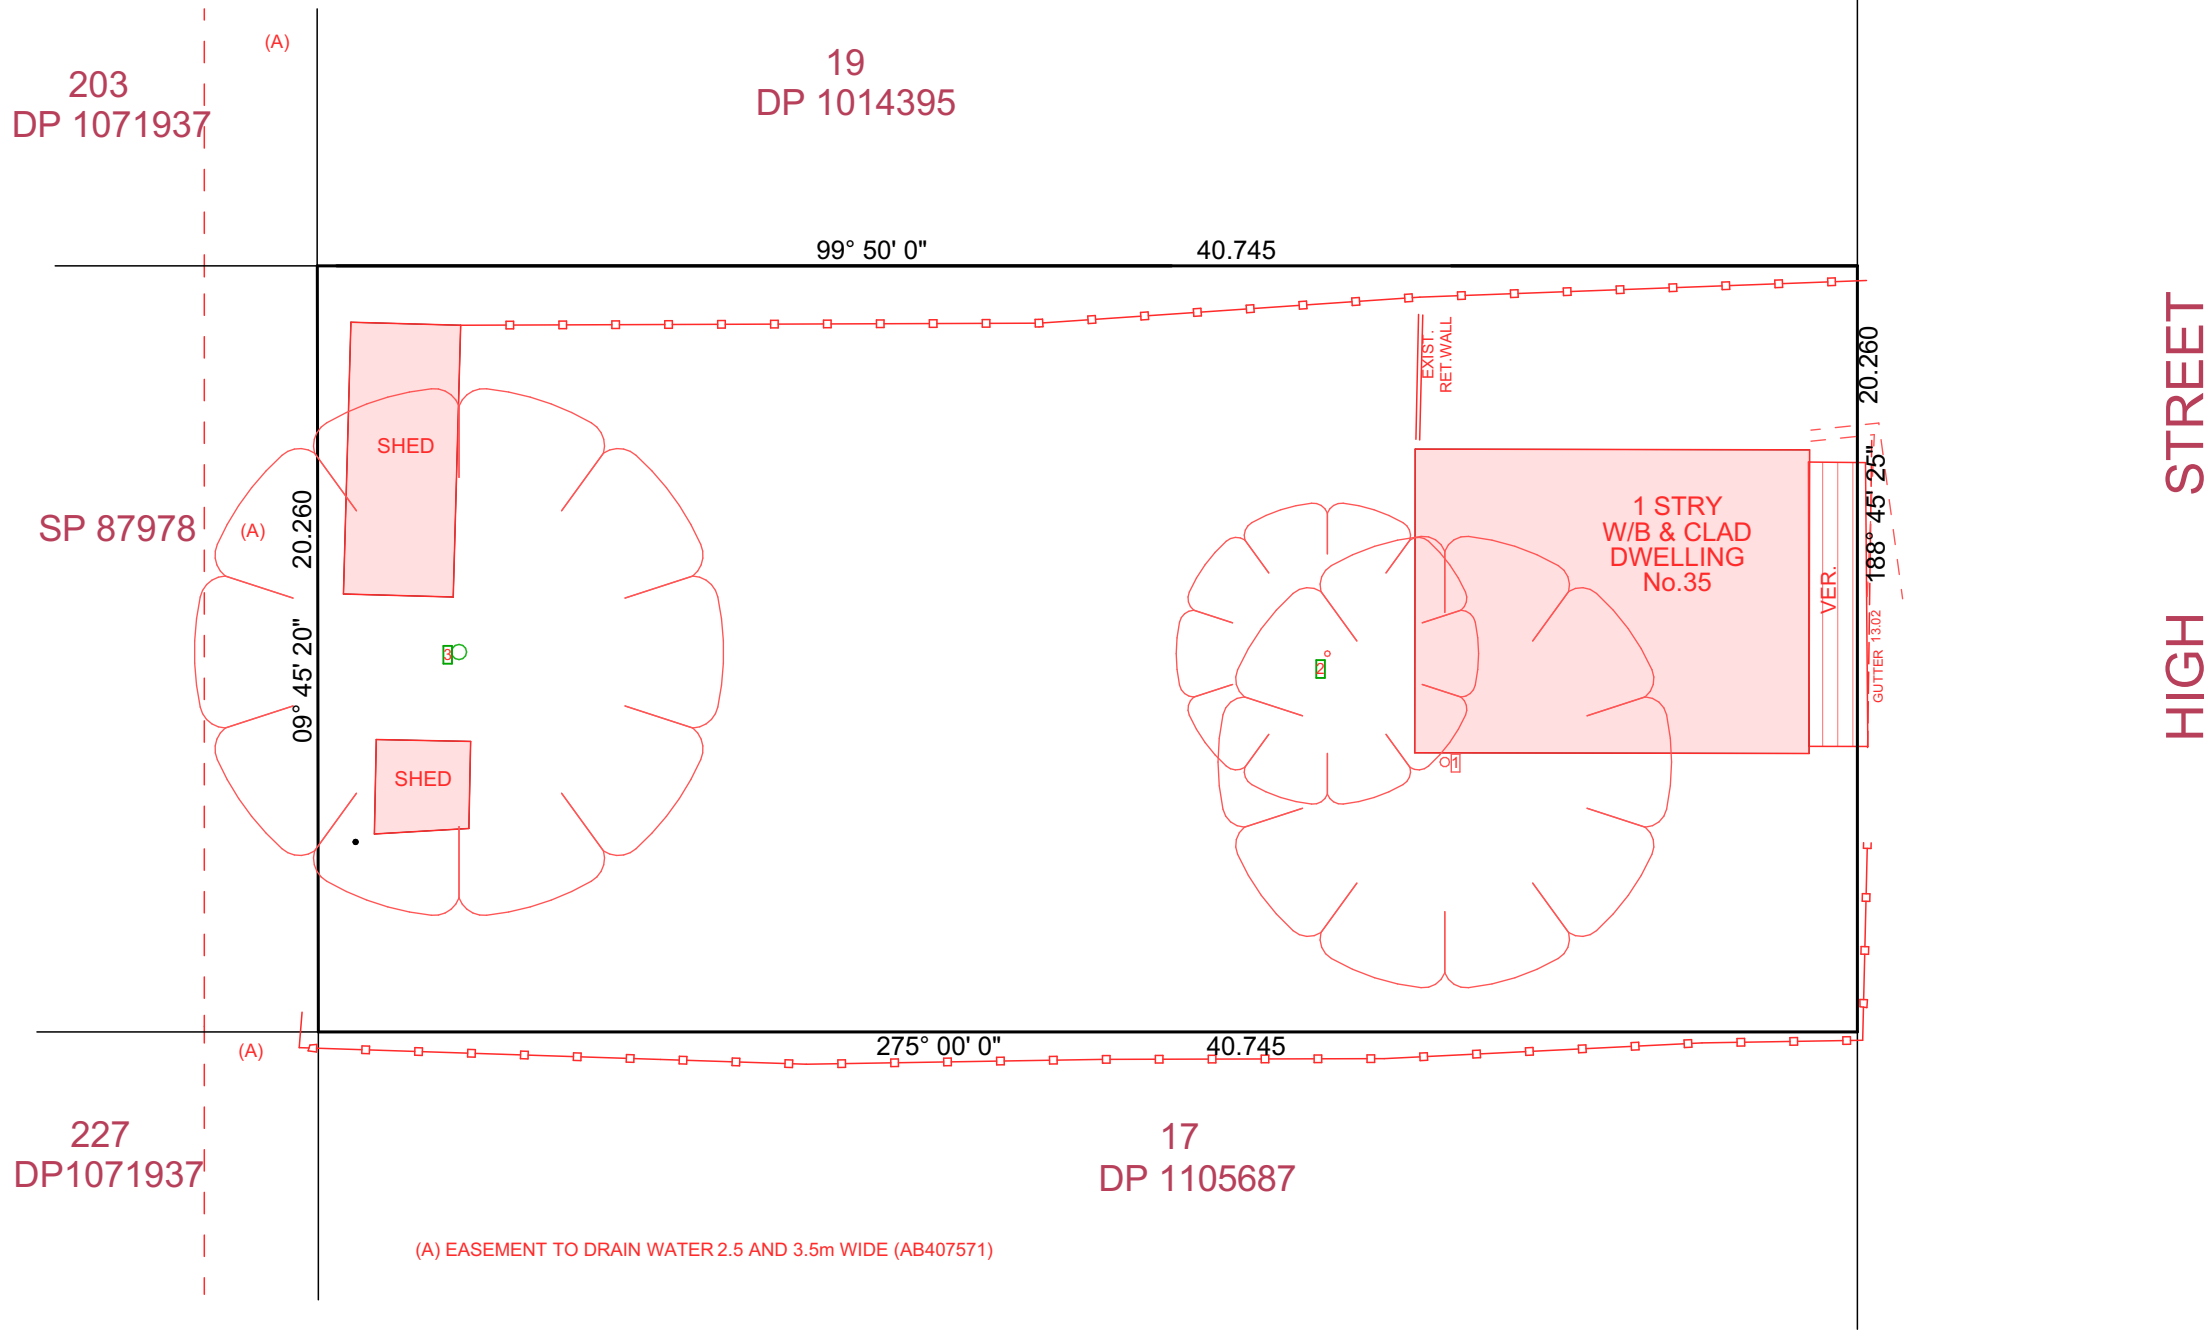 (A)
203
DP 1071937
19
DP 1014395
99° 50' 0"
40.745
20.260
EXIST.
RET.WALL
SHED
188° 45' 25"
1 STRY
W/B & CLAD
DWELLING
No.35
VER.
GUTTER 13.02
HIGH STREET
SP 87978
(A)
20.260
09° 45' 20"
3
2
1
SHED
(A)
275° 00' 0"
40.745
227
DP1071937
17
DP 1105687
(A) EASEMENT TO DRAIN WATER 2.5 AND 3.5m WIDE (AB407571)